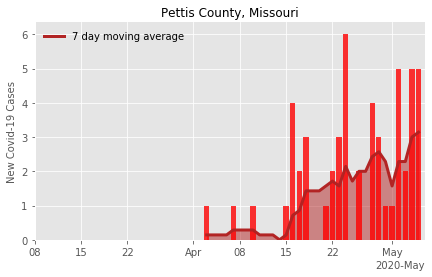 Pettis County, Missouri
7 day moving average
New Covid-19 Cases
6
5
4
3
2
1
0
08 15 22 Apr 08 15 22 May
2020-May